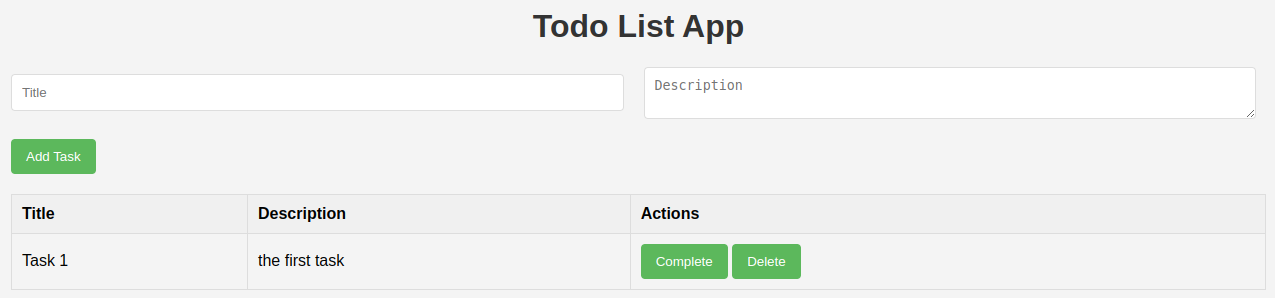 Todo List App
Title
Description
Add Task
Title Description Actions
Task 1 the first task Complete Delete